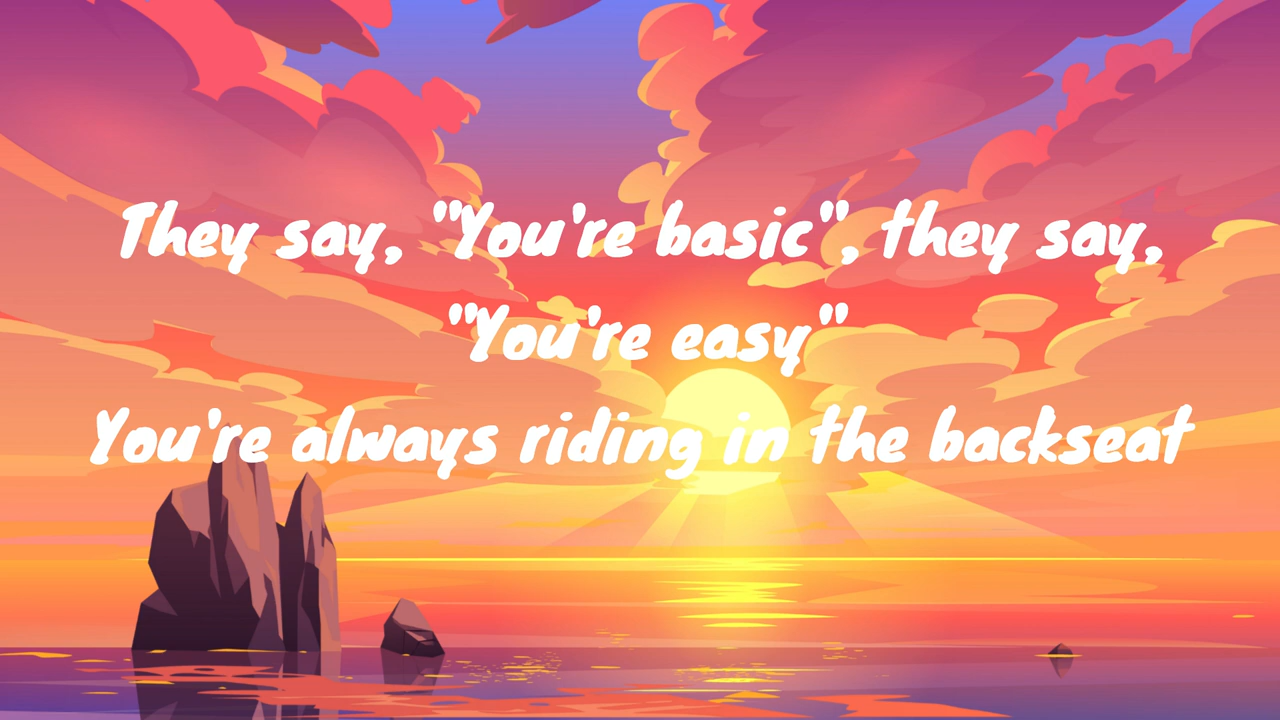 They say, "You're basic", they say,
"You're easy"
You're always riding in the backseat